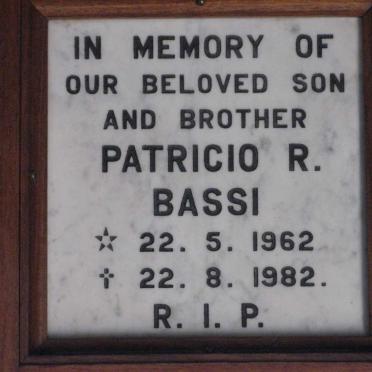 IN MEMORY OF
OUR BELOVED SON
AND BROTHER
PATRICIO R.
BASSI
☆ 22. 5. 1962
✝ 22. 8. 1982.
R. I. P.